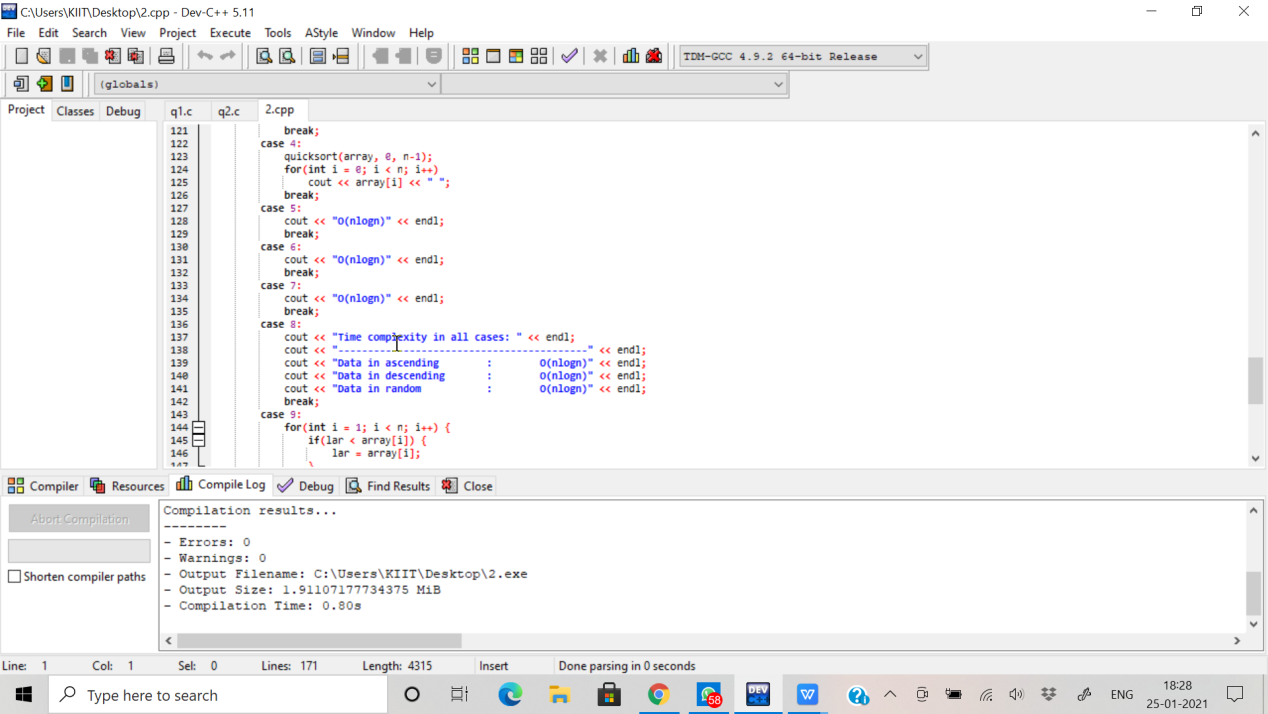 C:\Users\KIIT\Desktop\2.cpp - Dev-C++ 5.11
File Edit Search View Project Execute Tools AStyle Window Help
TDM-GCC 4.9.2 64-bit Release
(globals)
Project Classes Debug q1.c q2.c 2.cpp
121 break;
122 case 4:
123 quicksort(array, 0, n-1);
124 for(int i = 0; i < n; i++)
125 cout << array[i] << " ";
126 break;
127 case 5:
128 cout << "O(nlogn)" << endl;
129 break;
130 case 6:
131 cout << "O(nlogn)" << endl;
132 break;
133 case 7:
134 cout << "O(nlogn)" << endl;
135 break;
136 case 8:
137 cout << "Time complexity in all cases: " << endl;
138 cout << "------------------------------------------" << endl;
139 cout << "Data in ascending : O(nlogn)" << endl;
140 cout << "Data in descending : O(nlogn)" << endl;
141 cout << "Data in random : O(nlogn)" << endl;
142 break;
143 case 9:
144 for(int i = 1; i < n; i++) {
145 if(lar < array[i]) {
146 lar = array[i];
147 }
Compiler Resources Compile Log Debug Find Results Close
Abort Compilation
Shorten compiler paths
Compilation results...
--------
- Errors: 0
- Warnings: 0
- Output Filename: C:\Users\KIIT\Desktop\2.exe
- Output Size: 1.91107177734375 MiB
- Compilation Time: 0.80s
Line: 1 Col: 1 Sel: 0 Lines: 171 Length: 4315 Insert Done parsing in 0 seconds
Type here to search
58
DEV
ENG
18:28
25-01-2021